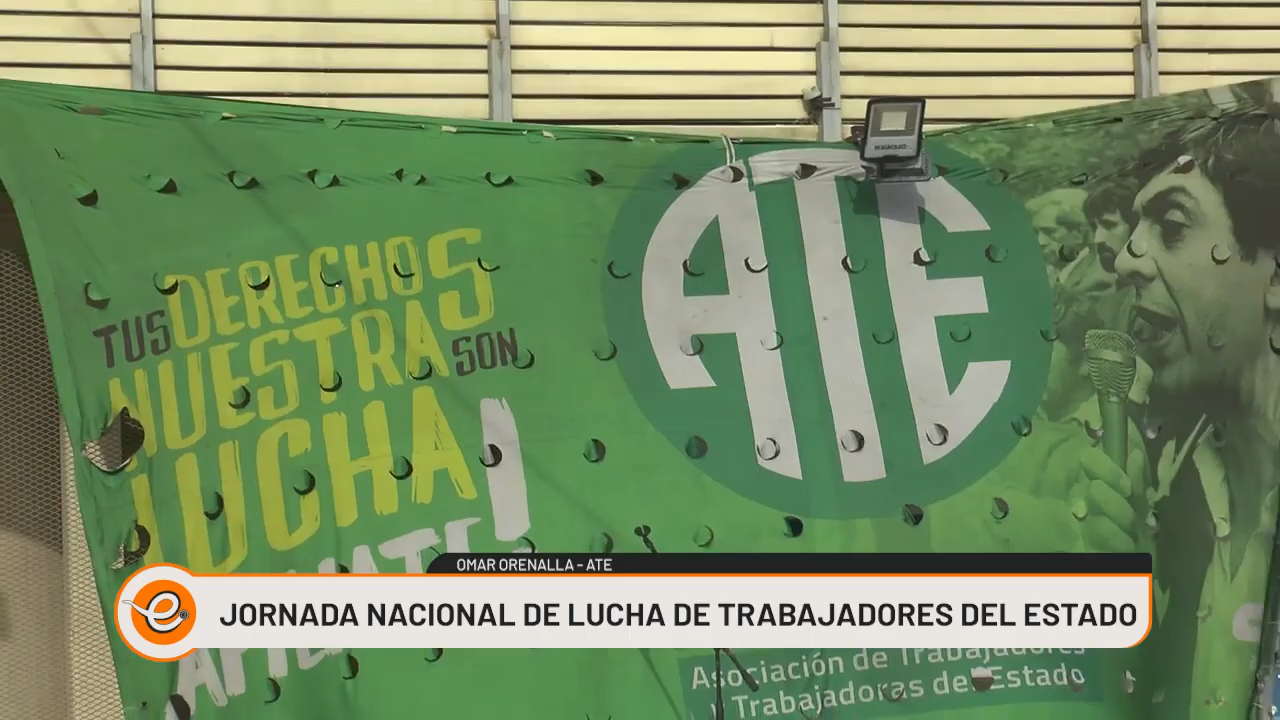 TUS DERECHOS
NUESTRA SON
LUCHA!
ATE
OMAR ORENALLA - ATE
JORNADA NACIONAL DE LUCHA DE TRABAJADORES DEL ESTADO
Asociación de Trabajadores
y Trabajadoras del Estado